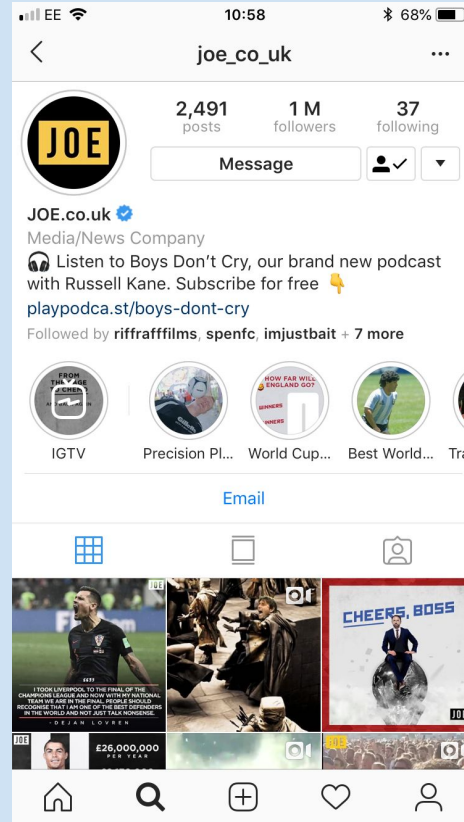 EE 10:58 68%
joe_co_uk
JOE
2,491 1 M 37
posts followers following
Message
JOE.co.uk
Media/News Company
Listen to Boys Don't Cry, our brand new podcast
with Russell Kane. Subscribe for free
playpodca.st/boys-dont-cry
Followed by riffrafffilms, spenfc, imjustbait + 7 more
FROM
TO CHEMO
HOW FAR WILL
ENGLAND GO?
WINNERS
IGTV Precision Pl... World Cup... Best World... Tra
Email
JOE
I TOOK LIVERPOOL TO THE FINAL OF THE
CHAMPIONS LEAGUE AND NOW WITH MY NATIONAL
TEAM WE ARE IN THE FINAL. PEOPLE SHOULD
RECOGNISE THAT I AM ONE OF THE BEST DEFENDERS
IN THE WORLD AND NOT JUST TALK NONSENSE.
- DEJAN LOVREN
CHEERS, BOSS
JOE
£26,000,000
PER YEAR
JOE